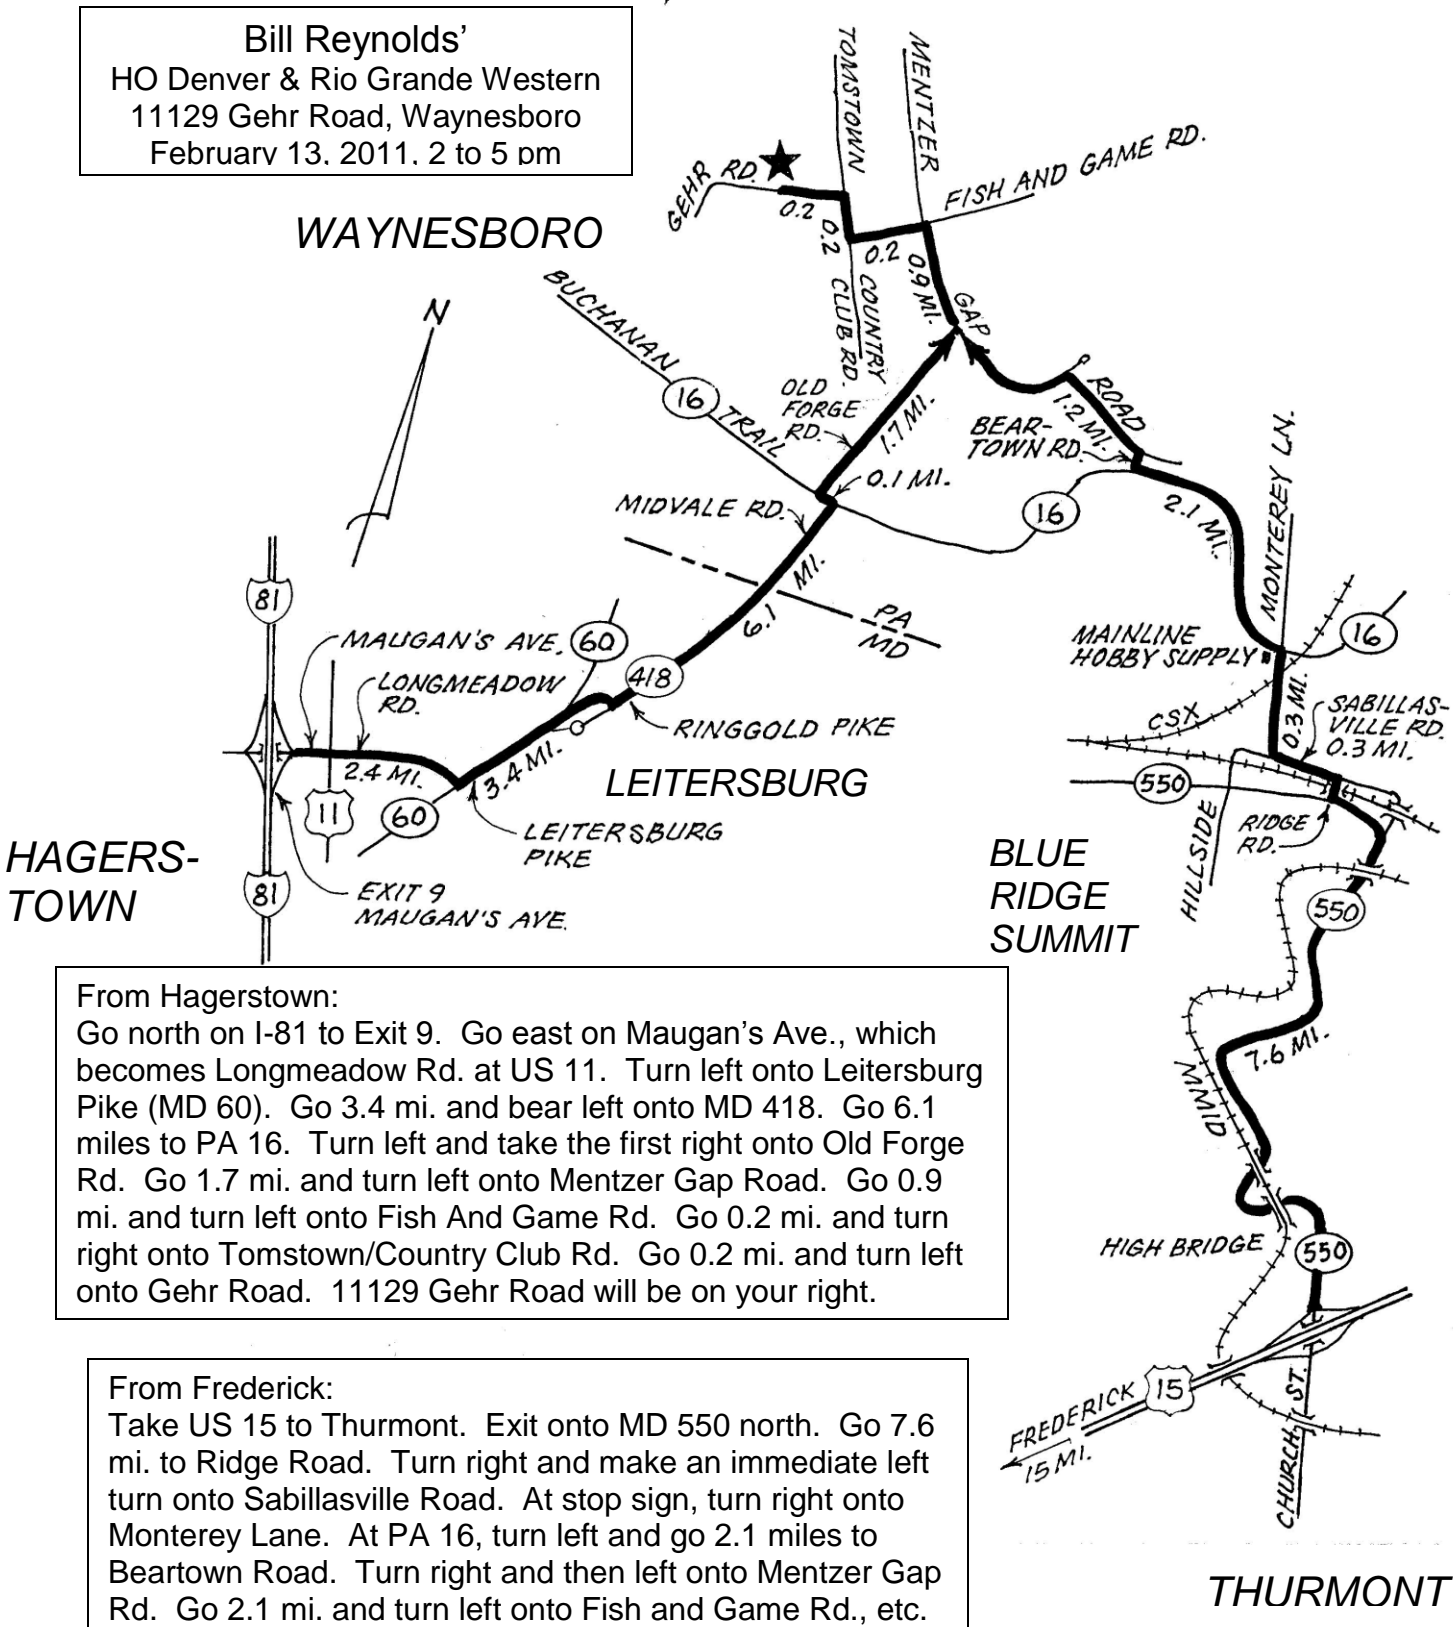 Bill Reynolds’
HO Denver & Rio Grande Western
11129 Gehr Road, Waynesboro
February 13, 2011, 2 to 5 pm
TOMSTOWN
MENTZER
GEHR RD.
FISH AND GAME RD.
0.2
0.2
0.2
0.9 MI.
WAYNESBORO
N
BUCHANAN
16
TRAIL
COUNTRY
CLUB RD.
GAP
ROAD
OLD
FORGE
RD.
1.7 MI.
1.2 MI.
BEAR-
TOWN RD.
0.1 MI.
MIDVALE RD.
16
2.1 MI.
MONTEREY LN.
81
6.1 MI.
PA
MD
MAUGAN'S AVE.
60
418
LONGMEADOW
RD.
RINGGOLD PIKE
MAINLINE
HOBBY SUPPLY
16
CSX
0.3 MI.
SABILLAS-
VILLE RD.
0.3 MI.
2.4 MI.
3.4 MI.
LEITERSBURG
11
60
LEITERSBURG
PIKE
550
HILLSIDE
RIDGE
RD.
HAGERS-
TOWN
81
EXIT 9
MAUGAN'S AVE.
BLUE
RIDGE
SUMMIT
550
From Hagerstown:
Go north on I-81 to Exit 9.  Go east on Maugan’s Ave., which
becomes Longmeadow Rd. at US 11.  Turn left onto Leitersburg
Pike (MD 60).  Go 3.4 mi. and bear left onto MD 418.  Go 6.1
miles to PA 16.  Turn left and take the first right onto Old Forge
Rd.  Go 1.7 mi. and turn left onto Mentzer Gap Road.  Go 0.9
mi. and turn left onto Fish And Game Rd.  Go 0.2 mi. and turn
right onto Tomstown/Country Club Rd.  Go 0.2 mi. and turn left
onto Gehr Road.  11129 Gehr Road will be on your right.
7.6 MI.
MMID
HIGH BRIDGE
550
From Frederick:
Take US 15 to Thurmont.  Exit onto MD 550 north.  Go 7.6
mi. to Ridge Road.  Turn right and make an immediate left
turn onto Sabillasville Road.  At stop sign, turn right onto
Monterey Lane.  At PA 16, turn left and go 2.1 miles to
Beartown Road.  Turn right and then left onto Mentzer Gap
Rd.  Go 2.1 mi. and turn left onto Fish and Game Rd., etc.
FREDERICK
15 MI.
15
CHURCH ST.
THURMONT